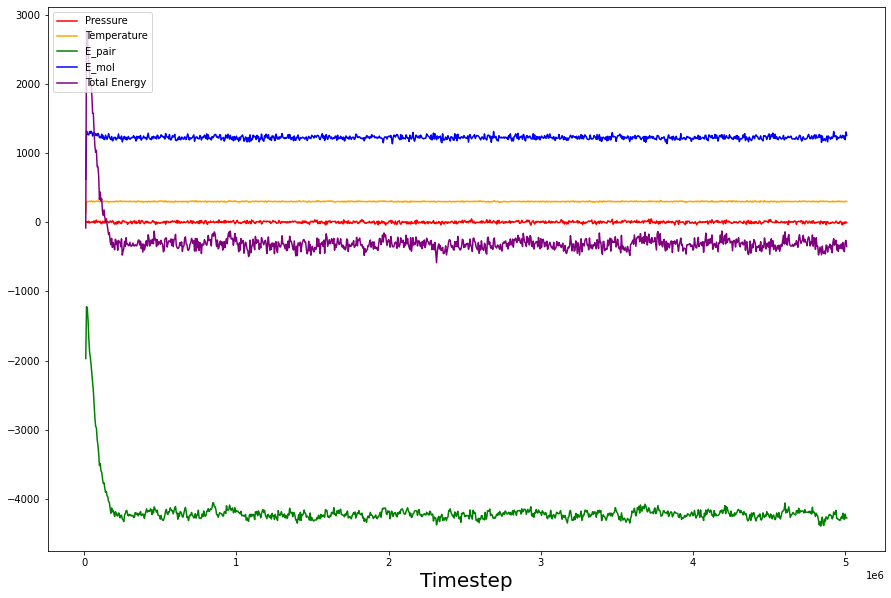 3000
2000
1000
0
−1000
−2000
−3000
−4000
Pressure
Temperature
E_pair
E_mol
Total Energy
0 1 2 3 4 5
1e6
Timestep